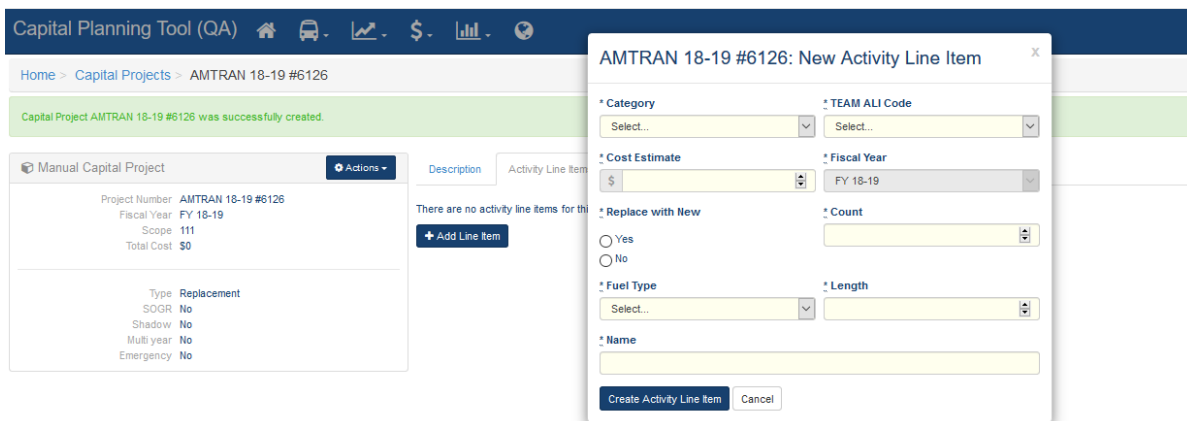 Capital Planning Tool (QA)
Home > Capital Projects > AMTRAN 18-19 #6126
Capital Project AMTRAN 18-19 #6126 was successfully created.
Manual Capital Project
Actions
Project Number AMTRAN 18-19 #6126
Fiscal Year FY 18-19
Scope 111
Total Cost $0
Type Replacement
SOGR No
Shadow No
Multi year No
Emergency No
Description Activity Line Item
There are no activity line items for thi
+ Add Line Item
AMTRAN 18-19 #6126: New Activity Line Item
x
* Category * TEAM ALI Code
Select... Select...
* Cost Estimate * Fiscal Year
$ FY 18-19
* Replace with New * Count
Yes
No
* Fuel Type * Length
Select...
* Name
Create Activity Line Item Cancel